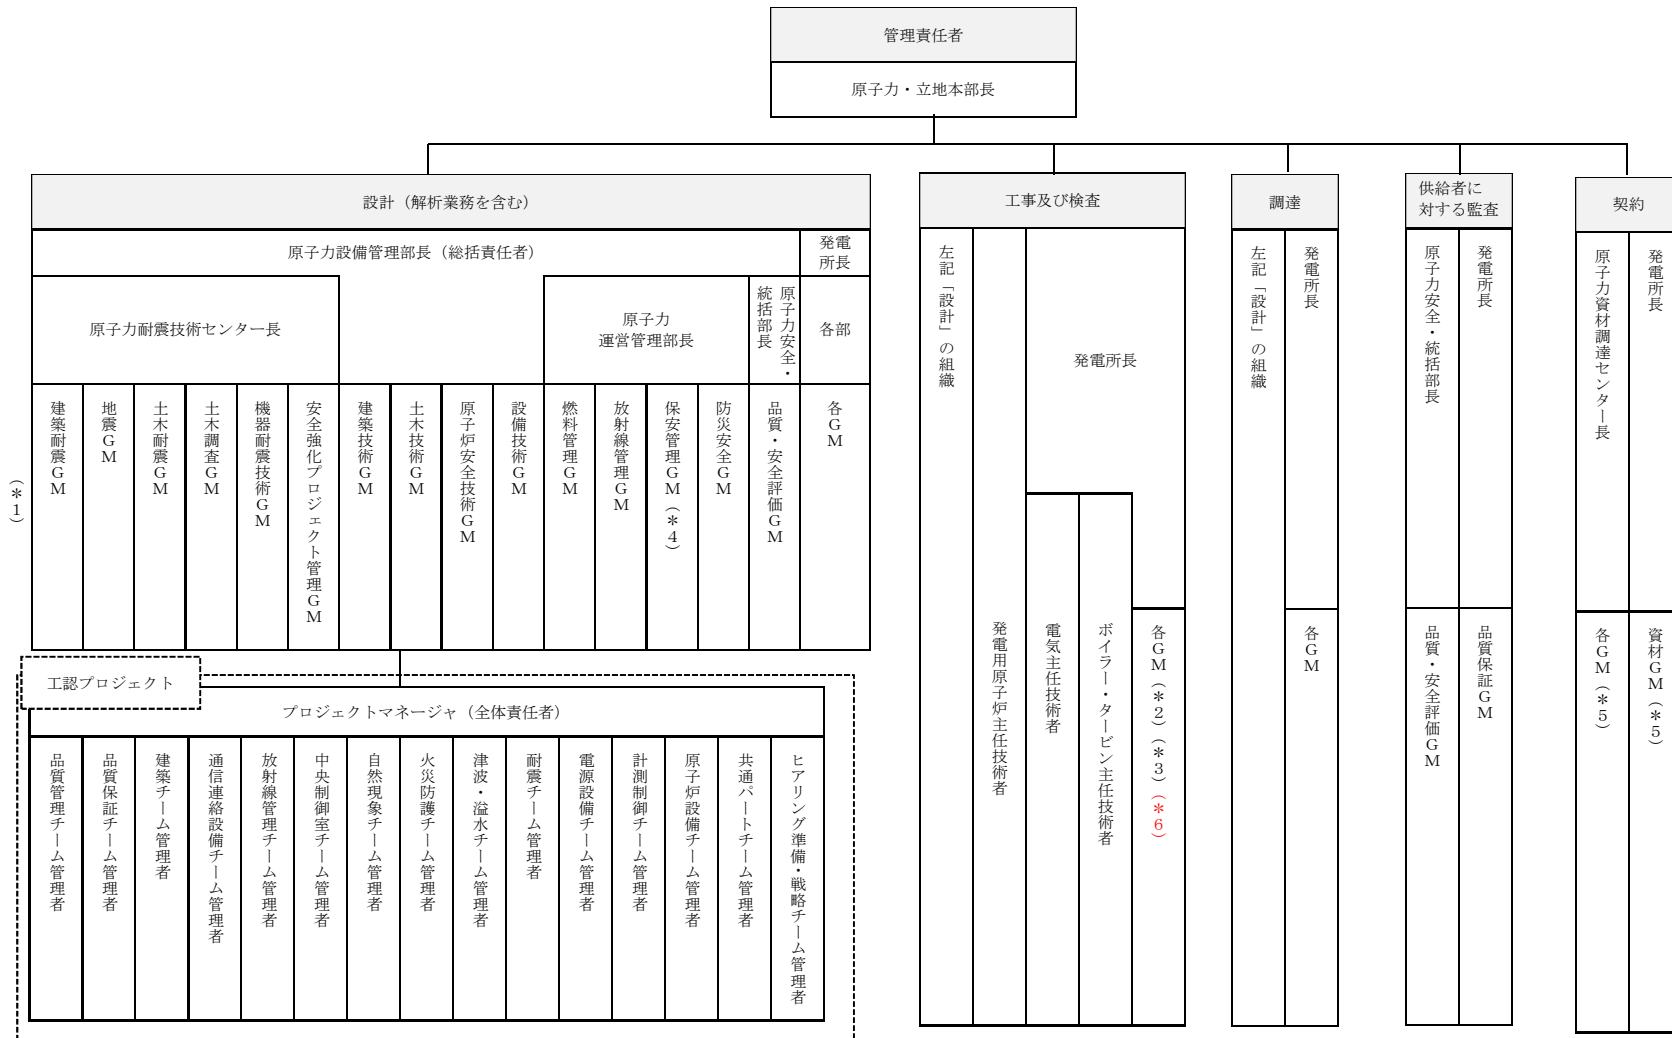 管理責任者
原子力・立地本部長
設計（解析業務を含む）
原子力設備管理部長（総括責任者）
発電
所長
原子力耐震技術センター長
原子力
運営管理部長
原子力安全・
統括部長
各部
建築耐震GM
地震GM
土木耐震GM
土木調査GM
機器耐震技術GM
安全強化プロジェクト管理GM
建築技術GM
土木技術GM
原子炉安全技術GM
設備技術GM
燃料管理GM
放射線管理GM
保安管理GM（＊4）
防災安全GM
品質・安全評価GM
各GM
（＊1）
工認プロジェクト
プロジェクトマネージャ（全体責任者）
品質管理チーム管理者
品質保証チーム管理者
建築チーム管理者
通信連絡設備チーム管理者
放射線管理チーム管理者
中央制御室チーム管理者
自然現象チーム管理者
火災防護チーム管理者
津波・溢水チーム管理者
耐震チーム管理者
電源設備チーム管理者
計測制御チーム管理者
原子炉設備チーム管理者
共通パートチーム管理者
ヒアリング準備・戦略チーム管理者
工事及び検査
左記「設計」の組織
発電用原子炉主任技術者
発電所長
電気主任技術者
ボイラー・タービン主任技術者
各GM（＊2）（＊3）（＊6）
調達
左記「設計」の組織
発電所長
各GM
供給者に
対する監査
原子力安全・統括部長
発電所長
品質・安全評価GM
品質保証GM
契約
原子力資材調達センター長
発電所長
各GM（＊5）
資材GM（＊5）